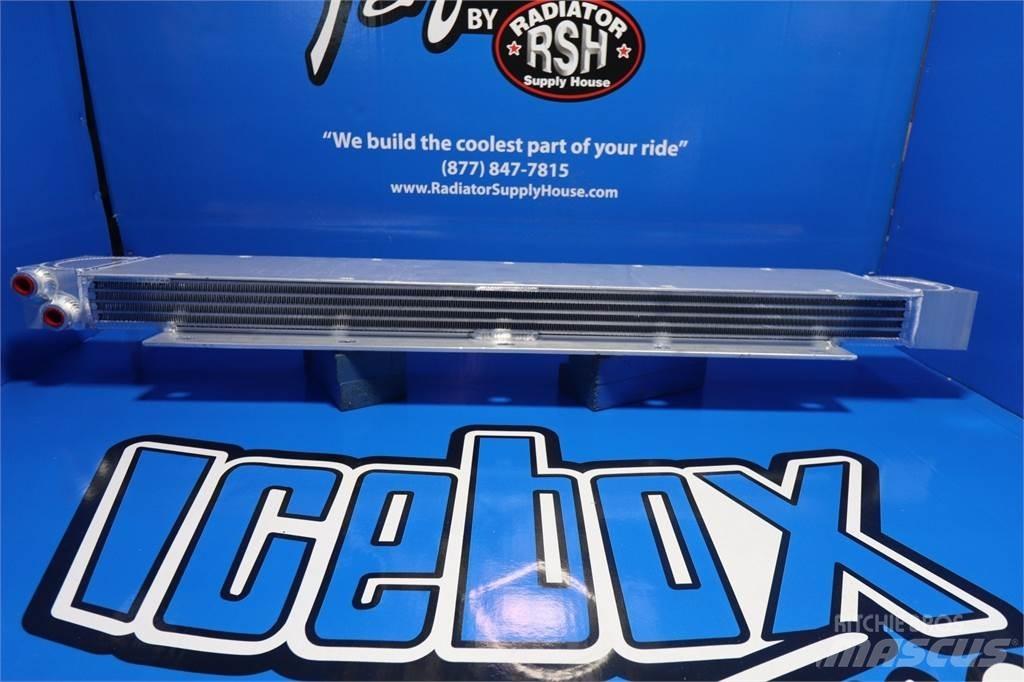 BY
RADIATOR
RSH
Supply House
“We build the coolest part of your ride”
(877) 847-7815
www.RadiatorSupplyHouse.com
Icebox
RITCHIE BROS
MASCUS